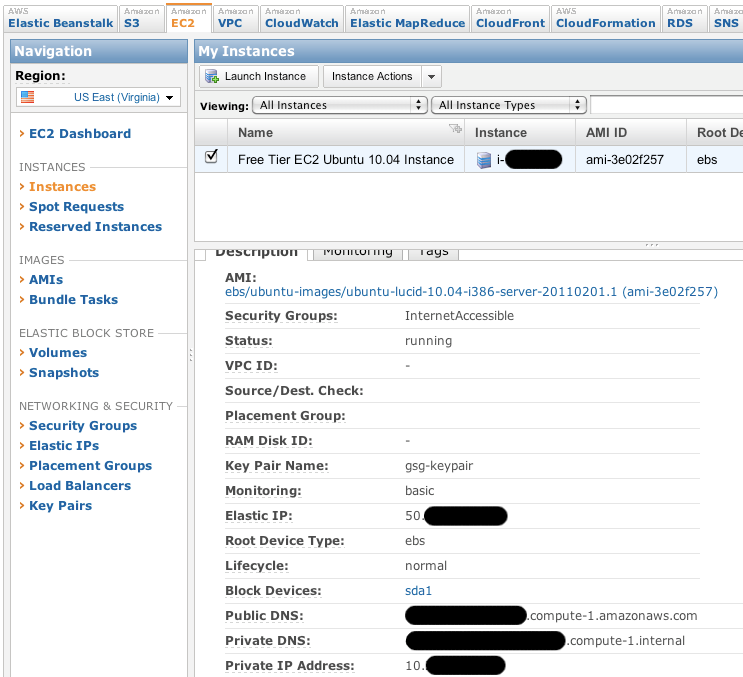 AWS Amazon Amazon Amazon Amazon Amazon Amazon AWS Amazon Amazon
Elastic Beanstalk S3 EC2 VPC CloudWatch Elastic MapReduce CloudFront CloudFormation RDS SNS
Navigation
Region:
US East (Virginia)
EC2 Dashboard
INSTANCES
Instances
Spot Requests
Reserved Instances
IMAGES
AMIs
Bundle Tasks
ELASTIC BLOCK STORE
Volumes
Snapshots
NETWORKING & SECURITY
Security Groups
Elastic IPs
Placement Groups
Load Balancers
Key Pairs
My Instances
Launch Instance Instance Actions
Viewing: All Instances All Instance Types
Name Instance AMI ID Root De
Free Tier EC2 Ubuntu 10.04 Instance i- ami-3e02f257 ebs
Description Monitoring Tags
AMI:
ebs/ubuntu-images/ubuntu-lucid-10.04-i386-server-20110201.1 (ami-3e02f257)
Security Groups: InternetAccessible
Status: running
VPC ID: -
Source/Dest. Check:
Placement Group:
RAM Disk ID: -
Key Pair Name: gsg-keypair
Monitoring: basic
Elastic IP: 50.
Root Device Type: ebs
Lifecycle: normal
Block Devices: sda1
Public DNS: .compute-1.amazonaws.com
Private DNS: .compute-1.internal
Private IP Address: 10.